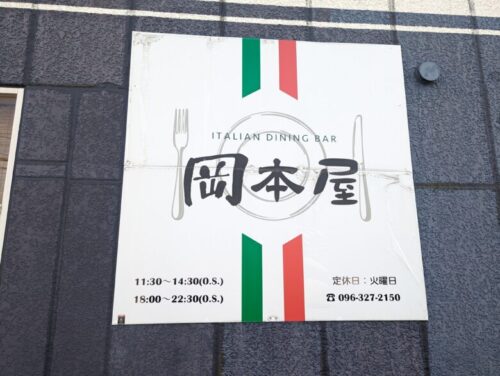 ITALIAN DINING BAR
岡本屋
11:30～14:30(O.S.)
18:00～22:30(O.S.)
定休日：火曜日
☎096-327-2150